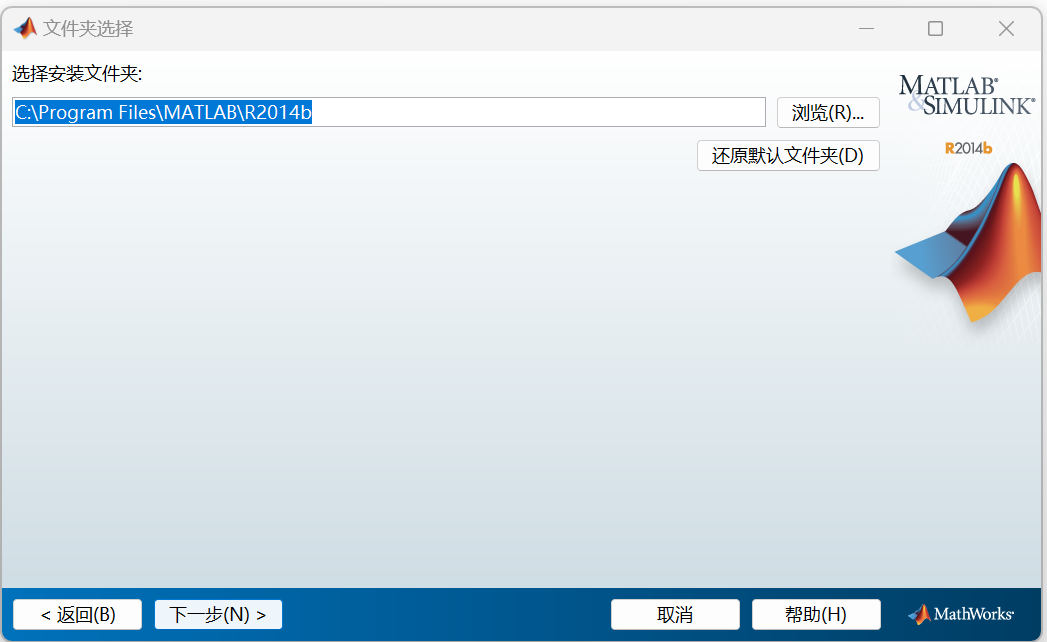 文件夹选择
选择安装文件夹:
C:\Program Files\MATLAB\R2014b
浏览(R)...
还原默认文件夹(D)
MATLAB®
&SIMULINK®
R2014b
< 返回(B)
下一步(N) >
取消
帮助(H)
MathWorks®